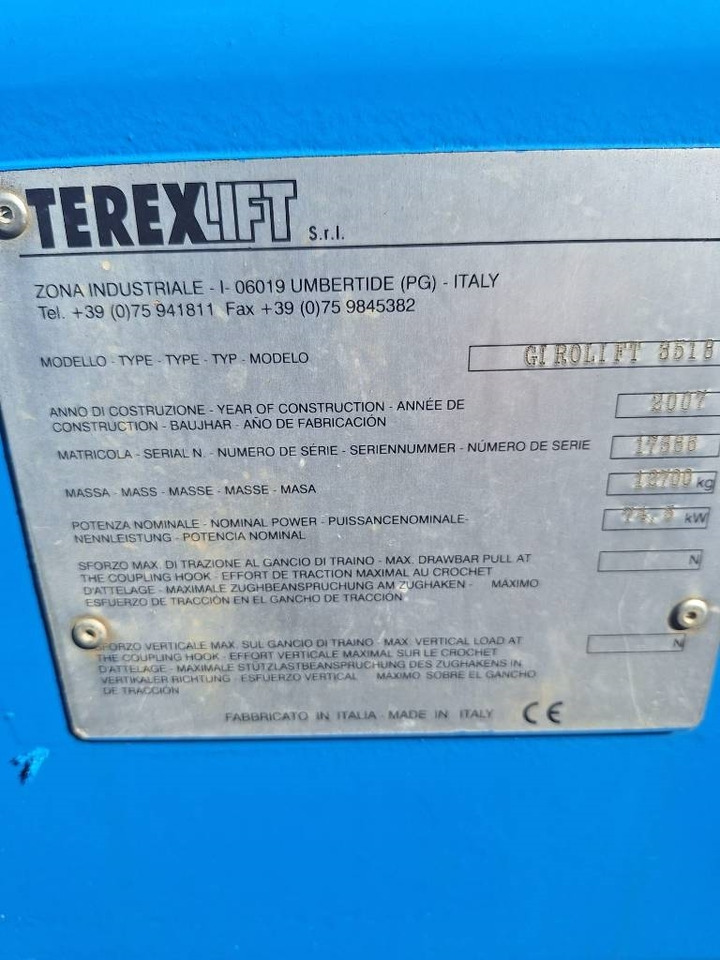 TEREXLIFT S.r.l.
ZONA INDUSTRIALE - I- 06019 UMBERTIDE (PG) - ITALY
Tel. +39 (0)75 941811 Fax +39 (0)75 9845382
MODELLO - TYPE - TYPE - TYP - MODELO GIROLIFT 3518
ANNO DI COSTRUZIONE - YEAR OF CONSTRUCTION - ANNÉE DE
CONSTRUCTION - BAUJHAR - AÑO DE FABRICACIÓN 2007
MATRICOLA - SERIAL N. - NUMERO DE SÉRIE - SERIENNUMMER - NÚMERO DE SERIE
MASSA - MASS - MASSE - MASSE - MASA 12700 kg
POTENZA NOMINALE - NOMINAL POWER - PUISSANCENOMINALE-
NENNLEISTUNG - POTENCIA NOMINAL kW
SFORZO MAX. DI TRAZIONE AL GANCIO DI TRAINO - MAX. DRAWBAR PULL AT N
THE COUPLING HOOK - EFFORT DE TRACTION MAXIMAL AU CROCHET
D'ATTELAGE - MAXIMALE ZUGHBEANSPRUHUNG AM ZUGHAKEN - MÁXIMO
ESFUERZO DE TRACCIÓN EN EL GANCHO DE TRACCIÓN
SFORZO VERTICALE MAX. SUL GANCIO DI TRAINO - MAX. VERTICAL LOAD AT N
THE COUPLING HOOK - EFFORT VERTICALE MAXIMAL SUR LE CROCHET
D'ATTELAGE - MAXIMALE STÜTZLASTBEANSPRUCHUNG DES ZUGHAKENS IN
VERTIKALER RICHTUNG - ESFUERZO VERTICAL MÁXIMO SOBRE EL GANCHO
DE TRACCIÓN
FABBRICATO IN ITALIA - MADE IN ITALY CE